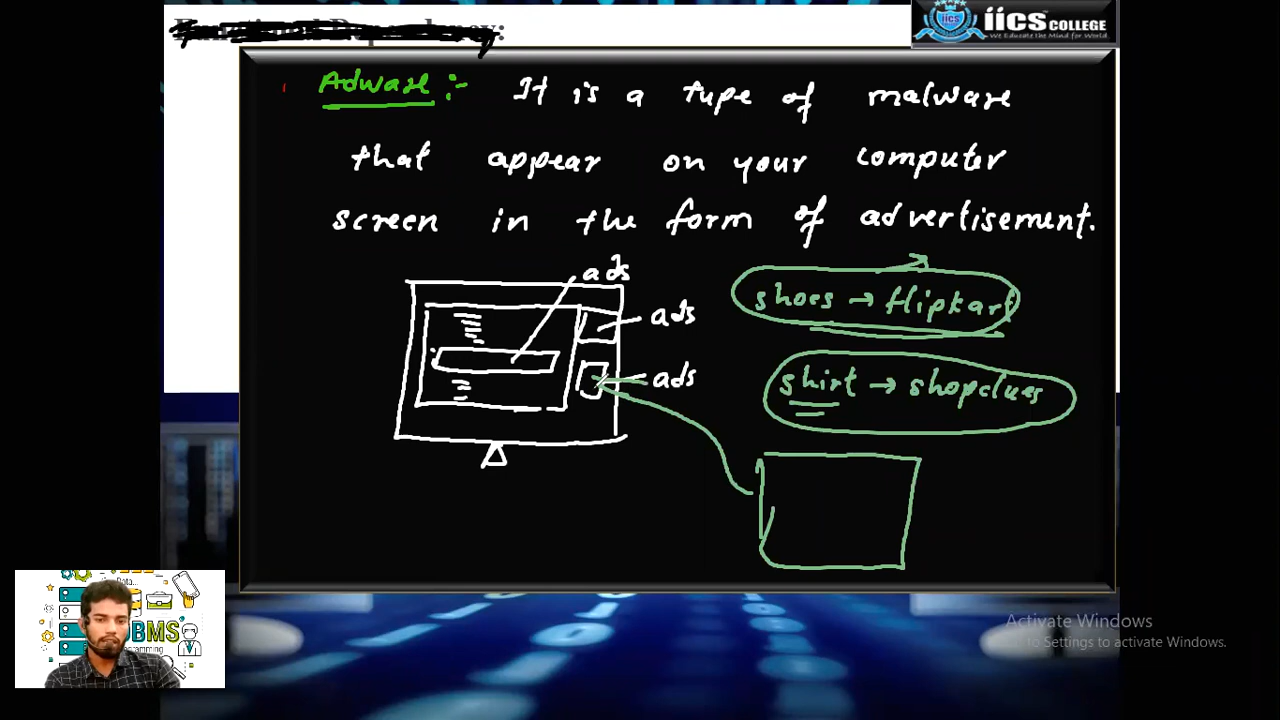 iics COLLEGE
We Educate the Mind for World.
Adware :- It is a type of malware
that appear on your computer
screen in the form of advertisement.
ads
ads
ads
shoes → flipkart
shirt → shopclues
BMS
Activate Windows
to Settings to activate Windows.